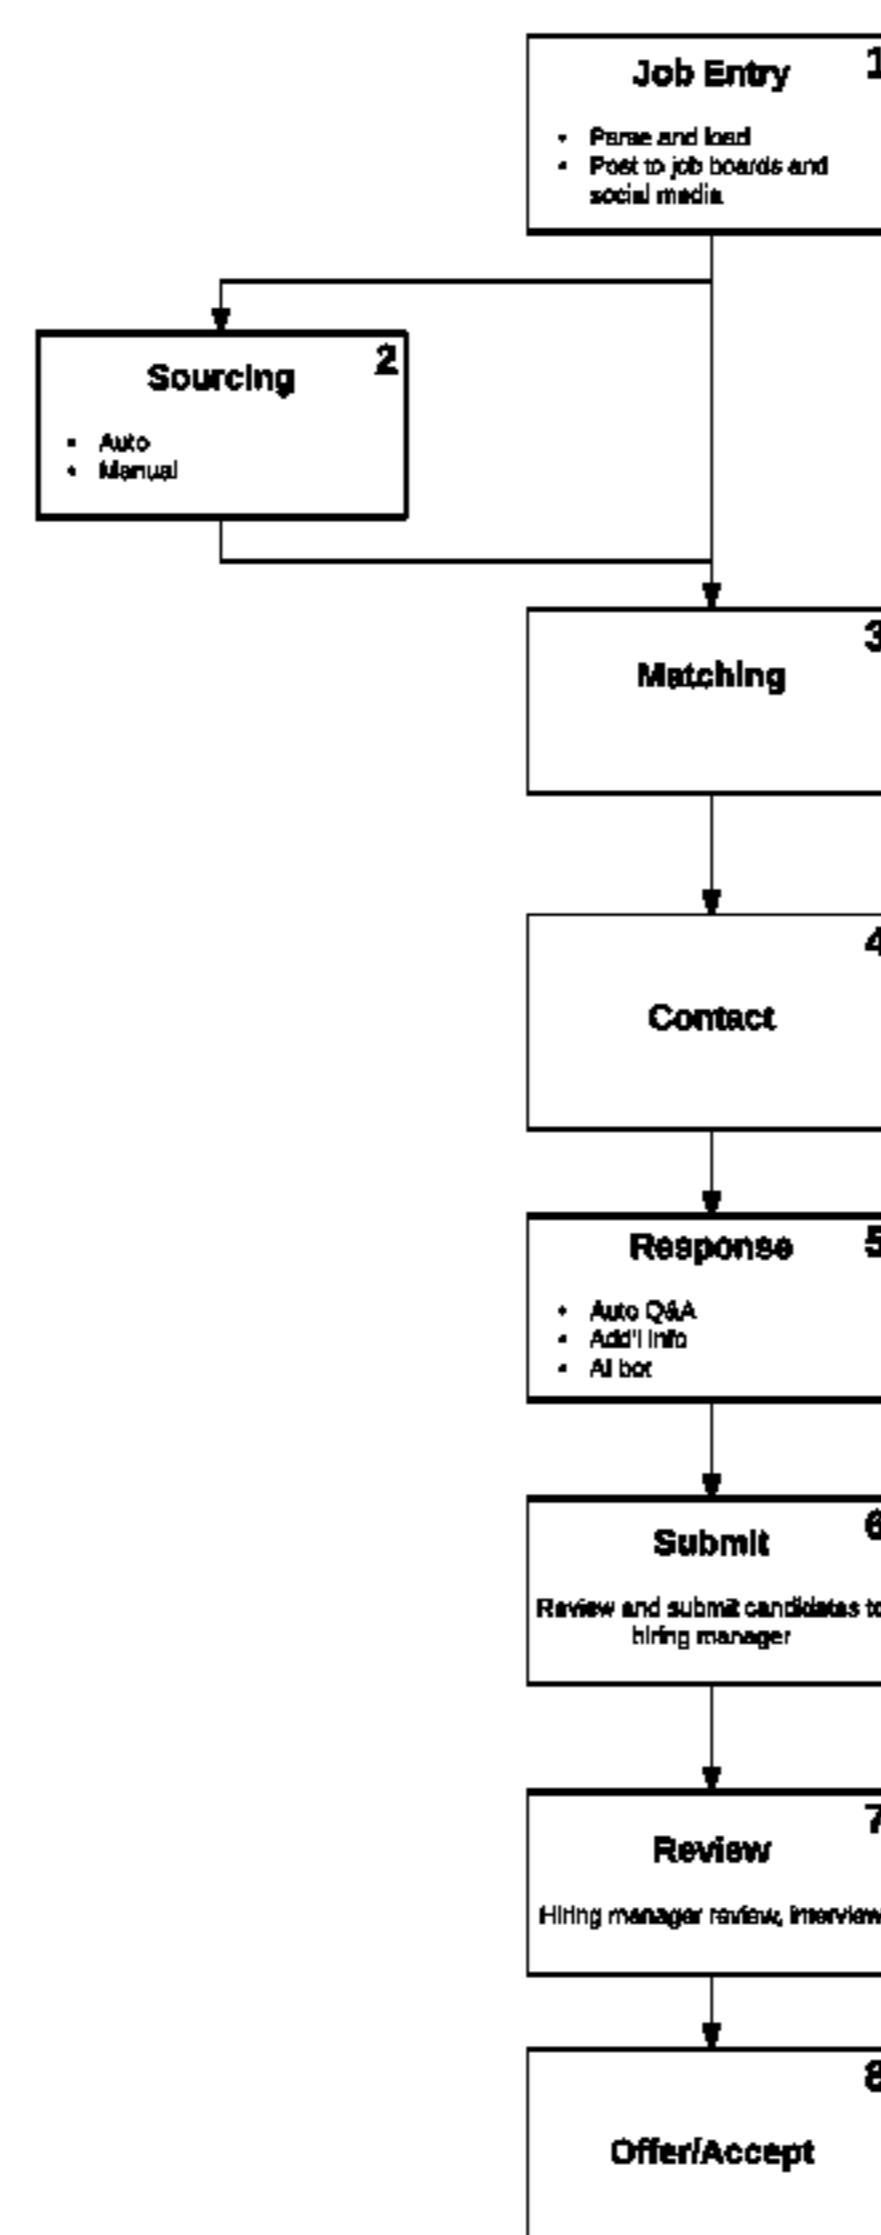 1
Job Entry
• Parse and load
• Post to job boards and
social media
2
Sourcing
• Auto
• Manual
3
Matching
4
Contact
5
Response
• Auto Q&A
• Add'l info
• AI bot
6
Submit
Review and submit candidates to
hiring manager
7
Review
Hiring manager review, interview
8
Offer/Accept